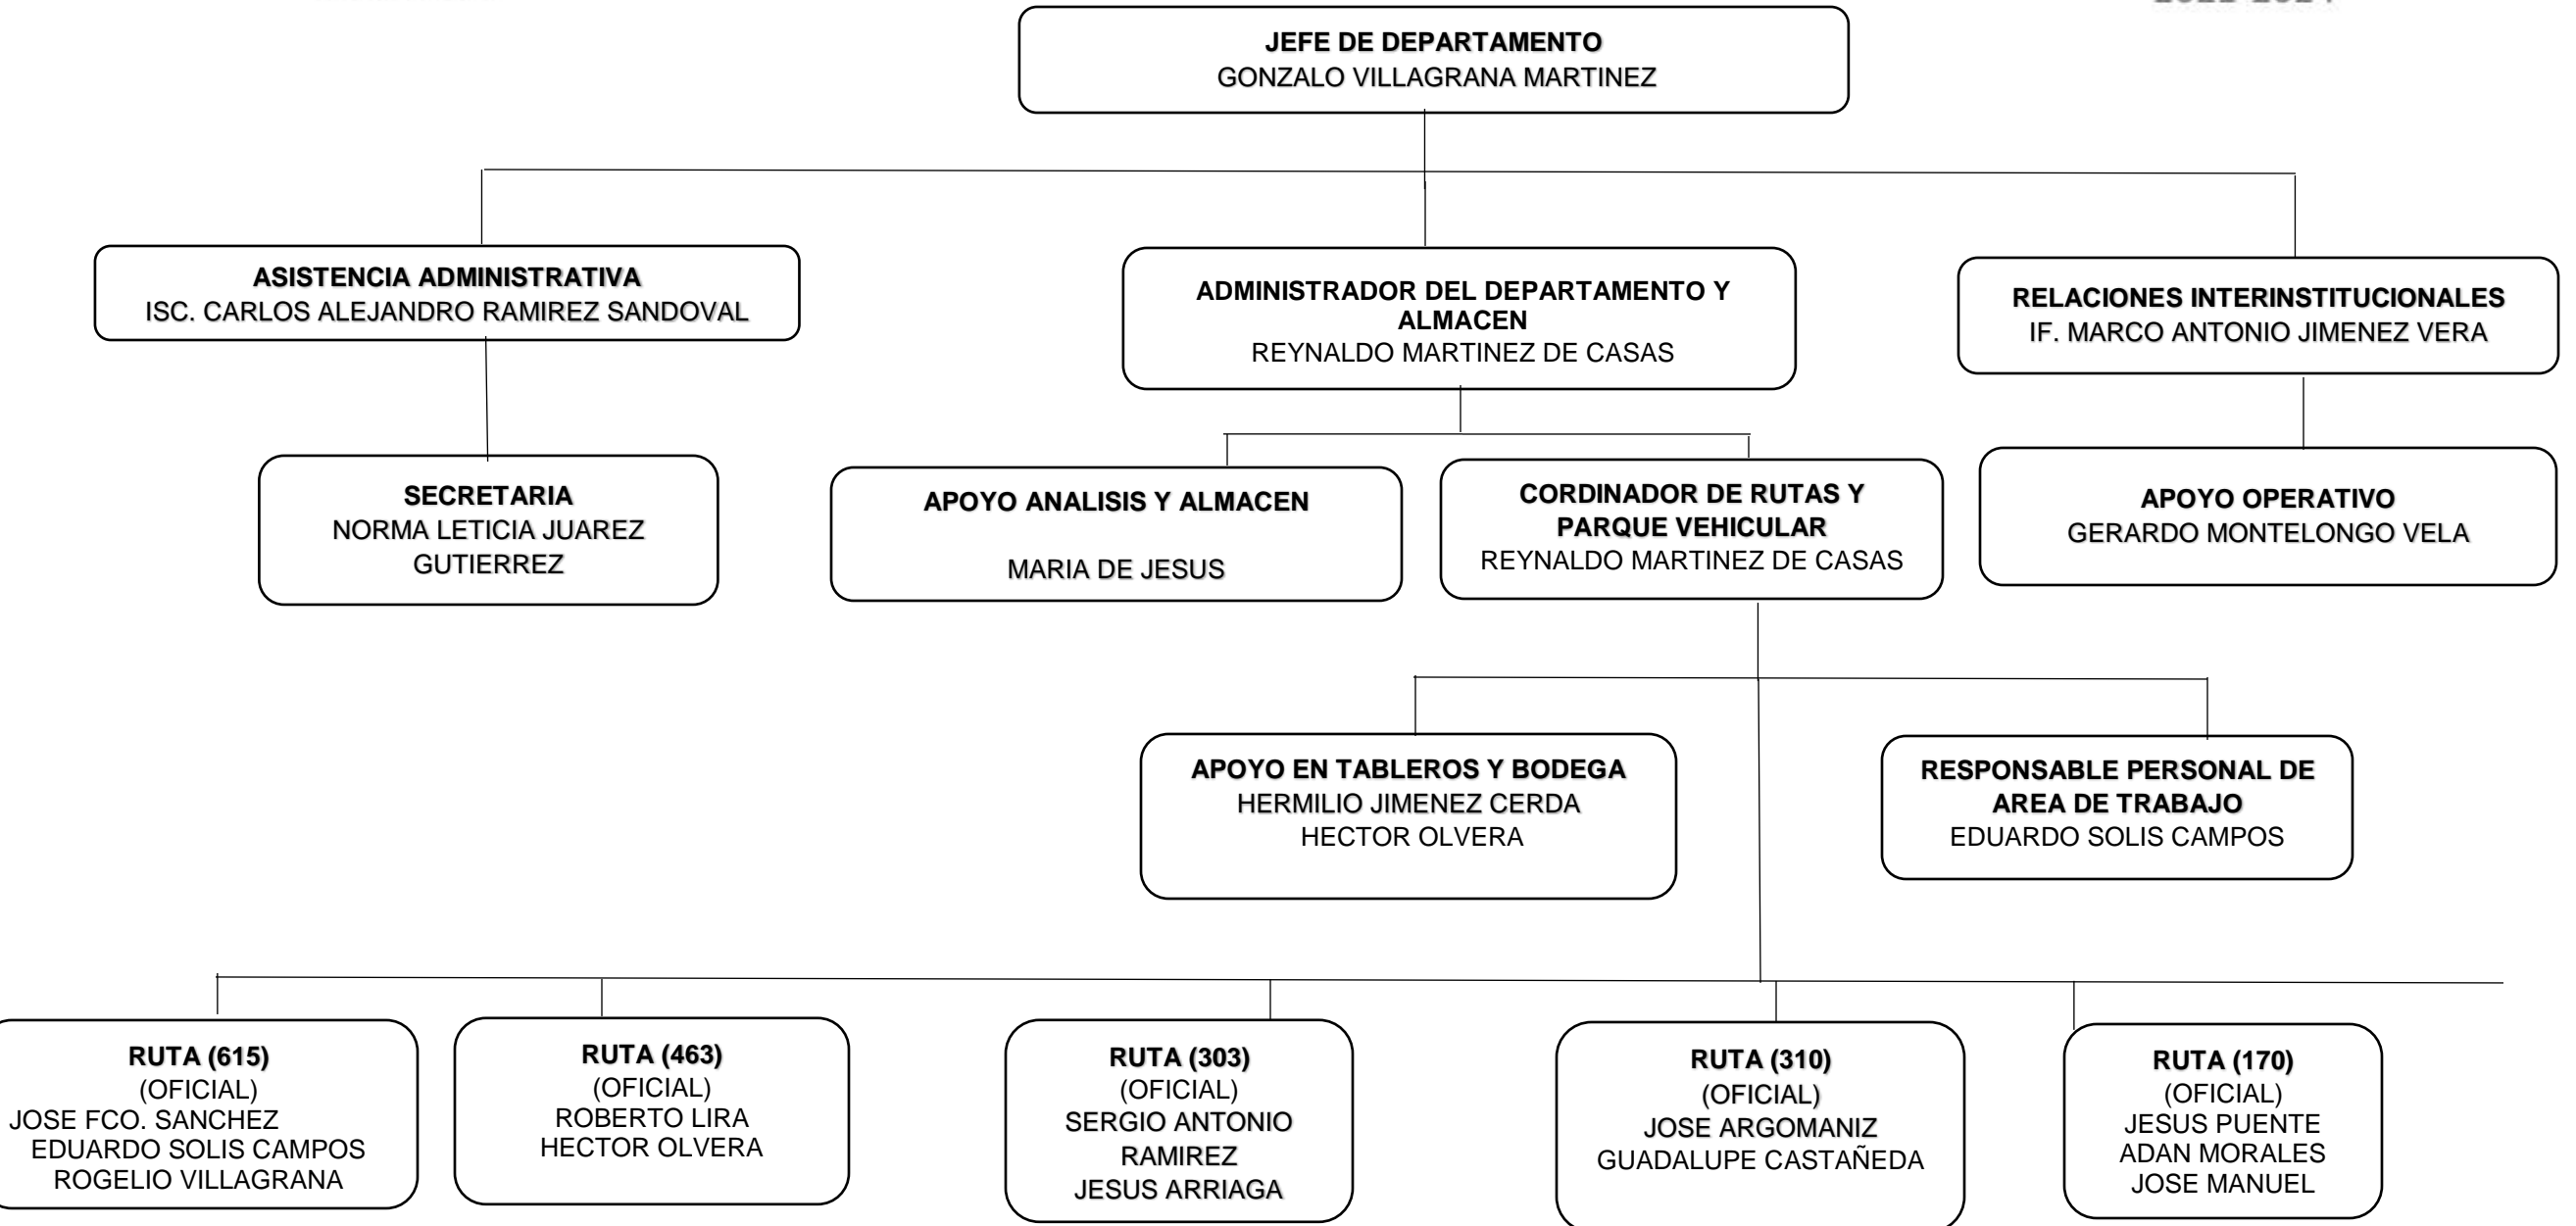 JEFE DE DEPARTAMENTO
GONZALO VILLAGRANA MARTINEZ
ASISTENCIA ADMINISTRATIVA
ISC. CARLOS ALEJANDRO RAMIREZ SANDOVAL
ADMINISTRADOR DEL DEPARTAMENTO Y
ALMACEN
REYNALDO MARTINEZ DE CASAS
RELACIONES INTERINSTITUCIONALES
IF. MARCO ANTONIO JIMENEZ VERA
SECRETARIA
NORMA LETICIA JUAREZ
GUTIERREZ
APOYO ANALISIS Y ALMACEN
MARIA DE JESUS
CORDINADOR DE RUTAS Y
PARQUE VEHICULAR
REYNALDO MARTINEZ DE CASAS
APOYO OPERATIVO
GERARDO MONTELONGO VELA
APOYO EN TABLEROS Y BODEGA
HERMILIO JIMENEZ CERDA
HECTOR OLVERA
RESPONSABLE PERSONAL DE
AREA DE TRABAJO
EDUARDO SOLIS CAMPOS
RUTA (615)
(OFICIAL)
JOSE FCO. SANCHEZ
EDUARDO SOLIS CAMPOS
ROGELIO VILLAGRANA
RUTA (463)
(OFICIAL)
ROBERTO LIRA
HECTOR OLVERA
RUTA (303)
(OFICIAL)
SERGIO ANTONIO
RAMIREZ
JESUS ARRIAGA
RUTA (310)
(OFICIAL)
JOSE ARGOMANIZ
GUADALUPE CASTAÑEDA
RUTA (170)
(OFICIAL)
JESUS PUENTE
ADAN MORALES
JOSE MANUEL